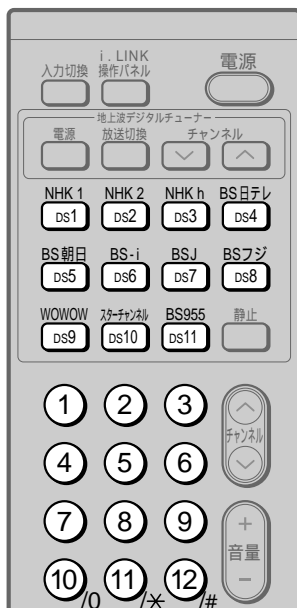 i.LINK
入力切換 操作パネル 電源
地上波デジタルチューナー
電源 放送切換 チャンネル
NHK 1 NHK 2 NHK h BS日テレ
DS1 DS2 DS3 DS4
BS朝日 BS-i BSJ BSフジ
DS5 DS6 DS7 DS8
WOWOW スターチャンネル BS955 静止
DS9 DS10 DS11
1 2 3
チャンネル
4 5 6
7 8 9 +
音量
10/0 11/* 12/# -